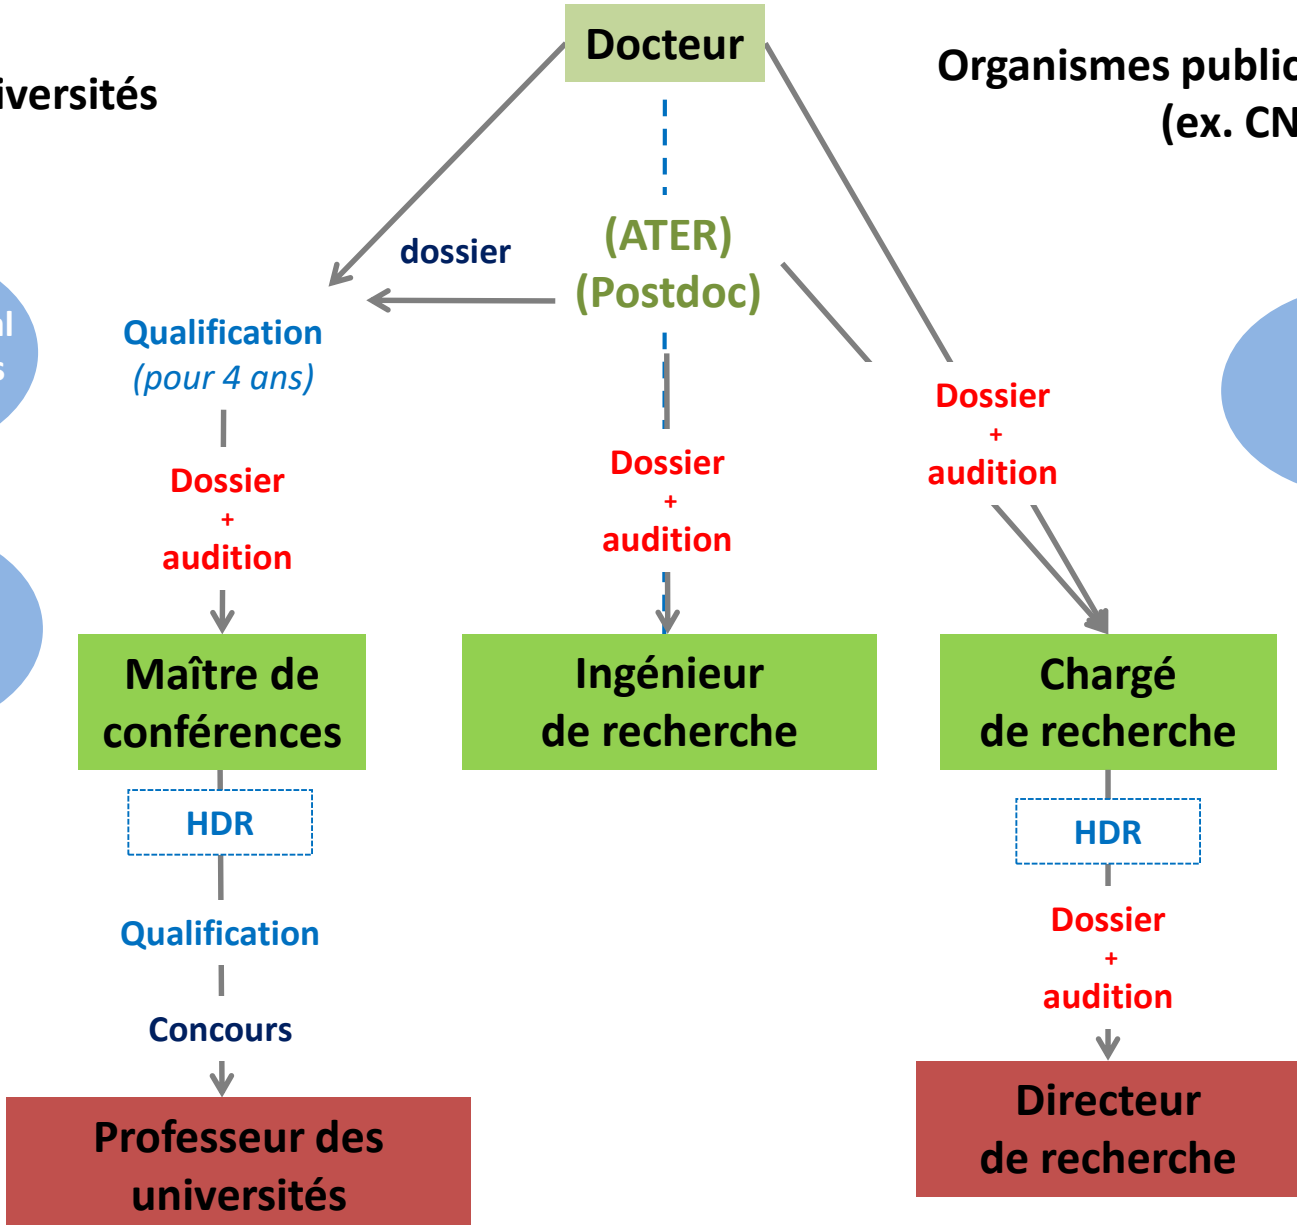 Docteur
iversités
Organismes public
(ex. CN
(ATER)
(Postdoc)
dossier
al
s
Qualification
(pour 4 ans)
Dossier
+
audition
Dossier
+
audition
Dossier
+
audition
Maître de
conférences
Ingénieur
de recherche
Chargé
de recherche
HDR
HDR
Qualification
Concours
Dossier
+
audition
Professeur des
universités
Directeur
de recherche